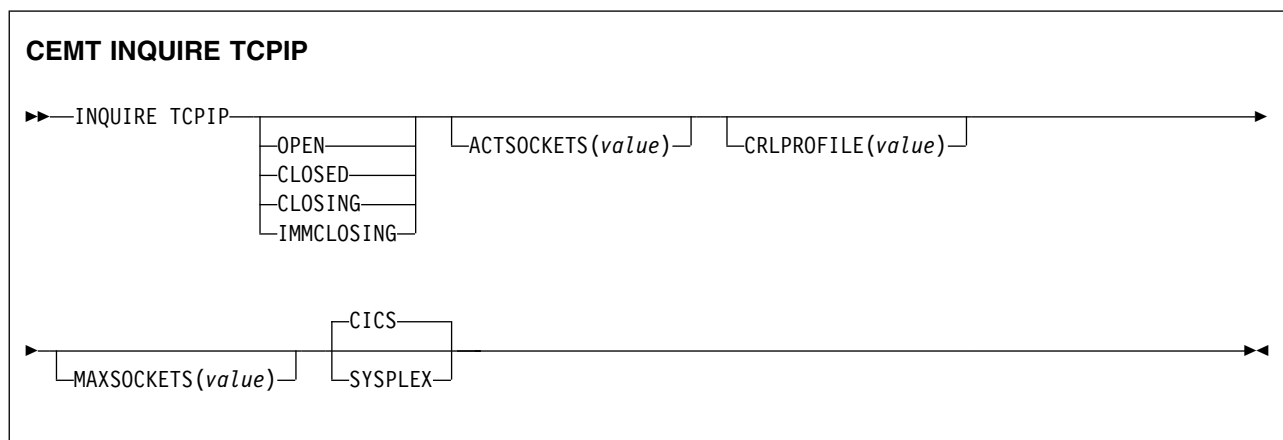 CEMT INQUIRE TCPIP
INQUIRE TCPIP
OPEN
CLOSED
CLOSING
IMMCLOSING
ACTSOCKETS(value)
CRLPROFILE(value)
MAXSOCKETS(value)
CICS
SYSPLEX